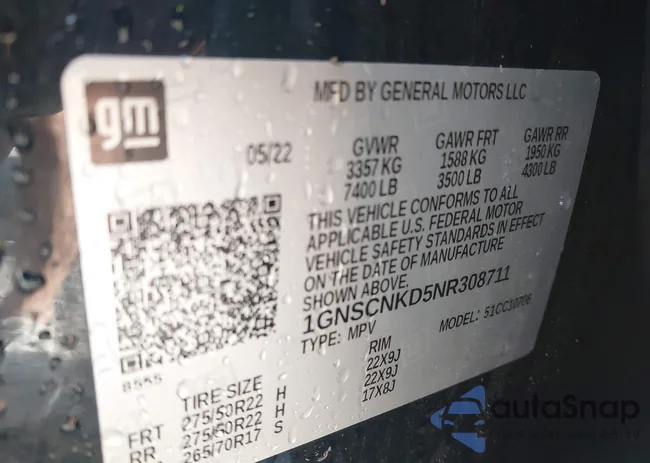 gm
MFD BY GENERAL MOTORS LLC
05/22
GVWR GAWR FRT GAWR RR
3357 KG 1588 KG 1950 KG
7400 LB 3500 LB 4300 LB
THIS VEHICLE CONFORMS TO ALL
APPLICABLE U.S. FEDERAL MOTOR
VEHICLE SAFETY STANDARDS IN EFFECT
ON THE DATE OF MANUFACTURE
SHOWN ABOVE.
1GNSCNKD5NR308711
TYPE: MPV MODEL: 51CC10706
8555
TIRE SIZE RIM
FRT 275/50R22 H 22X9J
RR 275/50R22 H 22X9J
265/70R17 S 17X8J
autaSnap